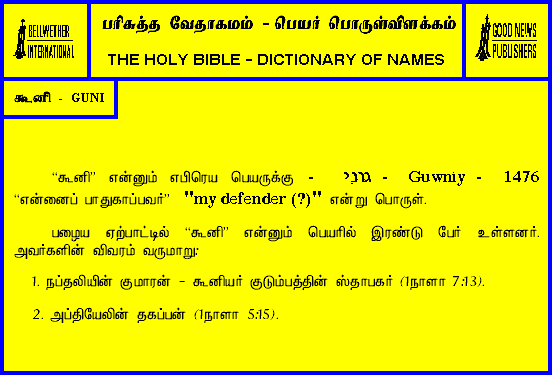 BELLWETHER
INTERNATIONAL
பரிசுத்த வேதாகமம் - பெயர் பொருள்விளக்கம்
THE HOLY BIBLE - DICTIONARY OF NAMES
GOOD NEWS
PUBLISHERS
கூனி - GUNI
“கூனி” என்னும் எபிரெய பெயருக்கு - גוני - Guwniy - 1476
“என்னைப் பாதுகாப்பவர்” "my defender (?)" என்று பொருள்.
பழைய ஏற்பாட்டில் “கூனி” என்னும் பெயரில் இரண்டு பேர் உள்ளனர்.
அவர்களின் விவரம் வருமாறு:
1. நப்தலியின் குமாரன் - கூனியர் குடும்பத்தின் ஸ்தாபகர் (1நாளா 7:13).
2. அப்தியேலின் தகப்பன் (1நாளா 5:15).